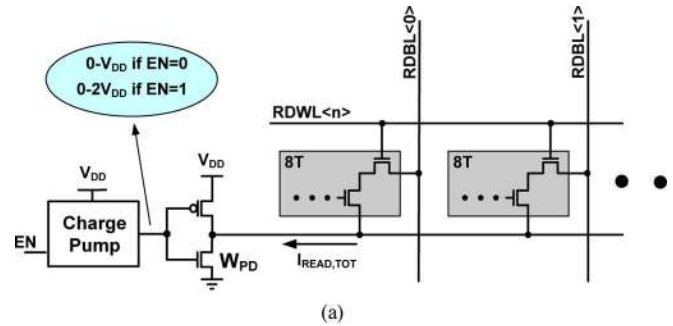 0-VDD if EN=0
0-2VDD if EN=1
RDBL<0>
RDBL<1>
RDWL<n>
8T
8T
VDD
VDD
Charge
Pump
EN
WPD
IREAD,TOT
(a)